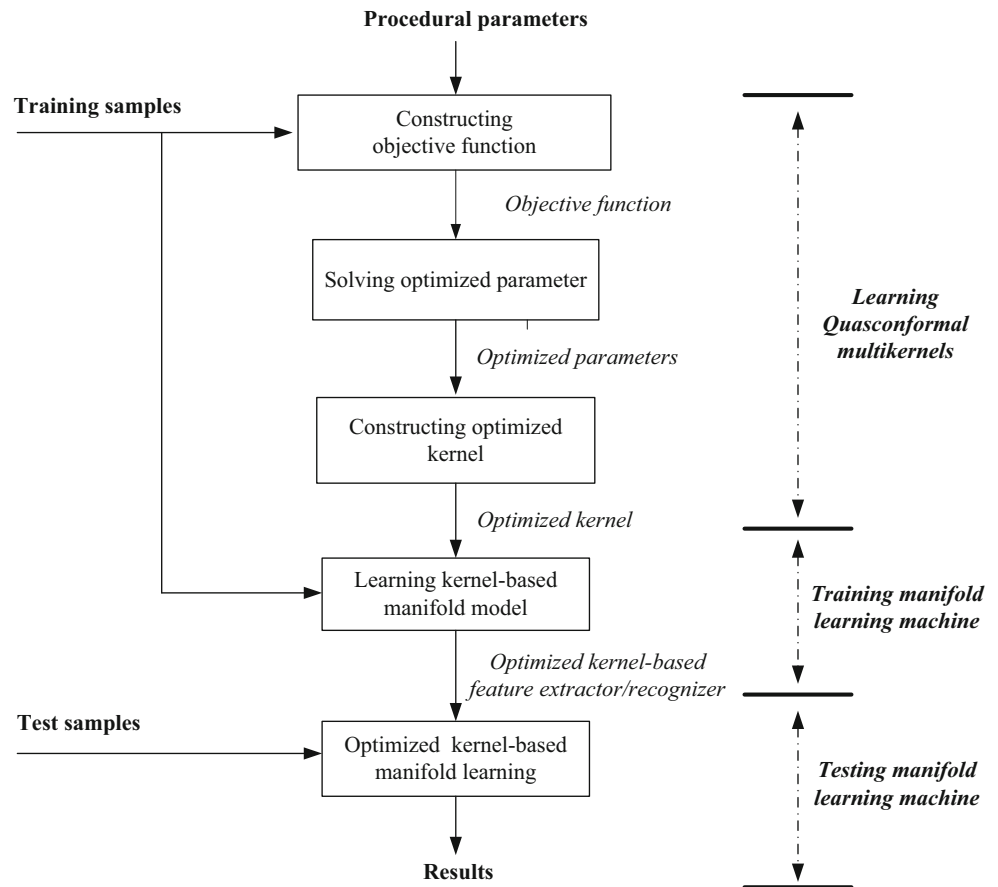 Procedural parameters
Training samples
Constructing
objective function
Objective function
Solving optimized parameter
Learning
Quasconformal
multikernels
Optimized parameters
Constructing optimized
kernel
Optimized kernel
Learning kernel-based
manifold model
Training manifold
learning machine
Optimized kernel-based
feature extractor/recognizer
Test samples
Optimized kernel-based
manifold learning
Testing manifold
learning machine
Results